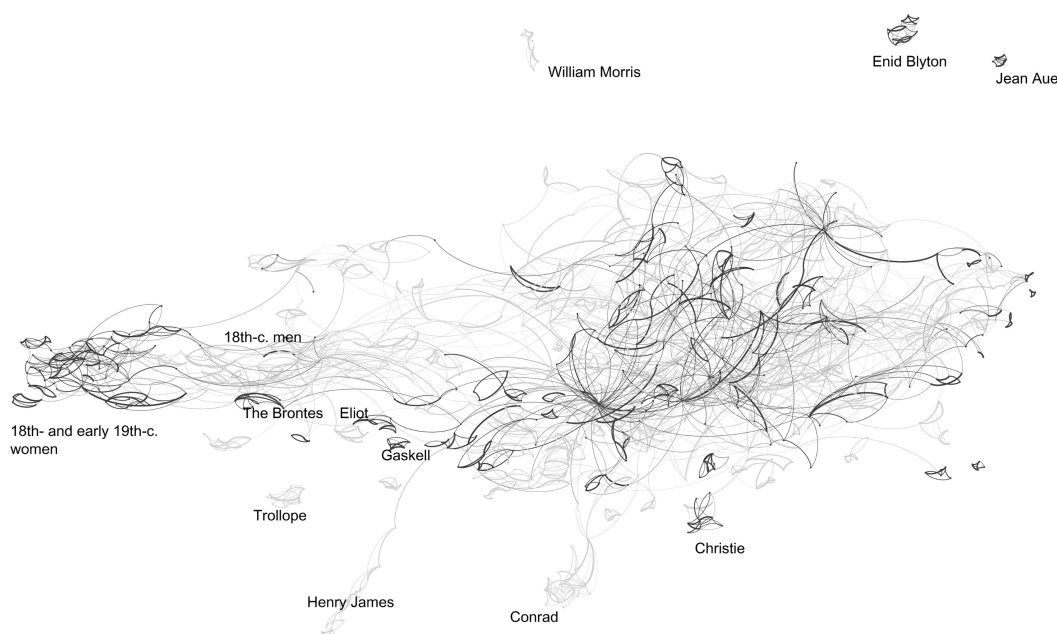 William Morris
Enid Blyton
Jean Aue
18th-c. men
The Brontes
Eliot
18th- and early 19th-c.
women
Gaskell
Trollope
Christie
Henry James
Conrad